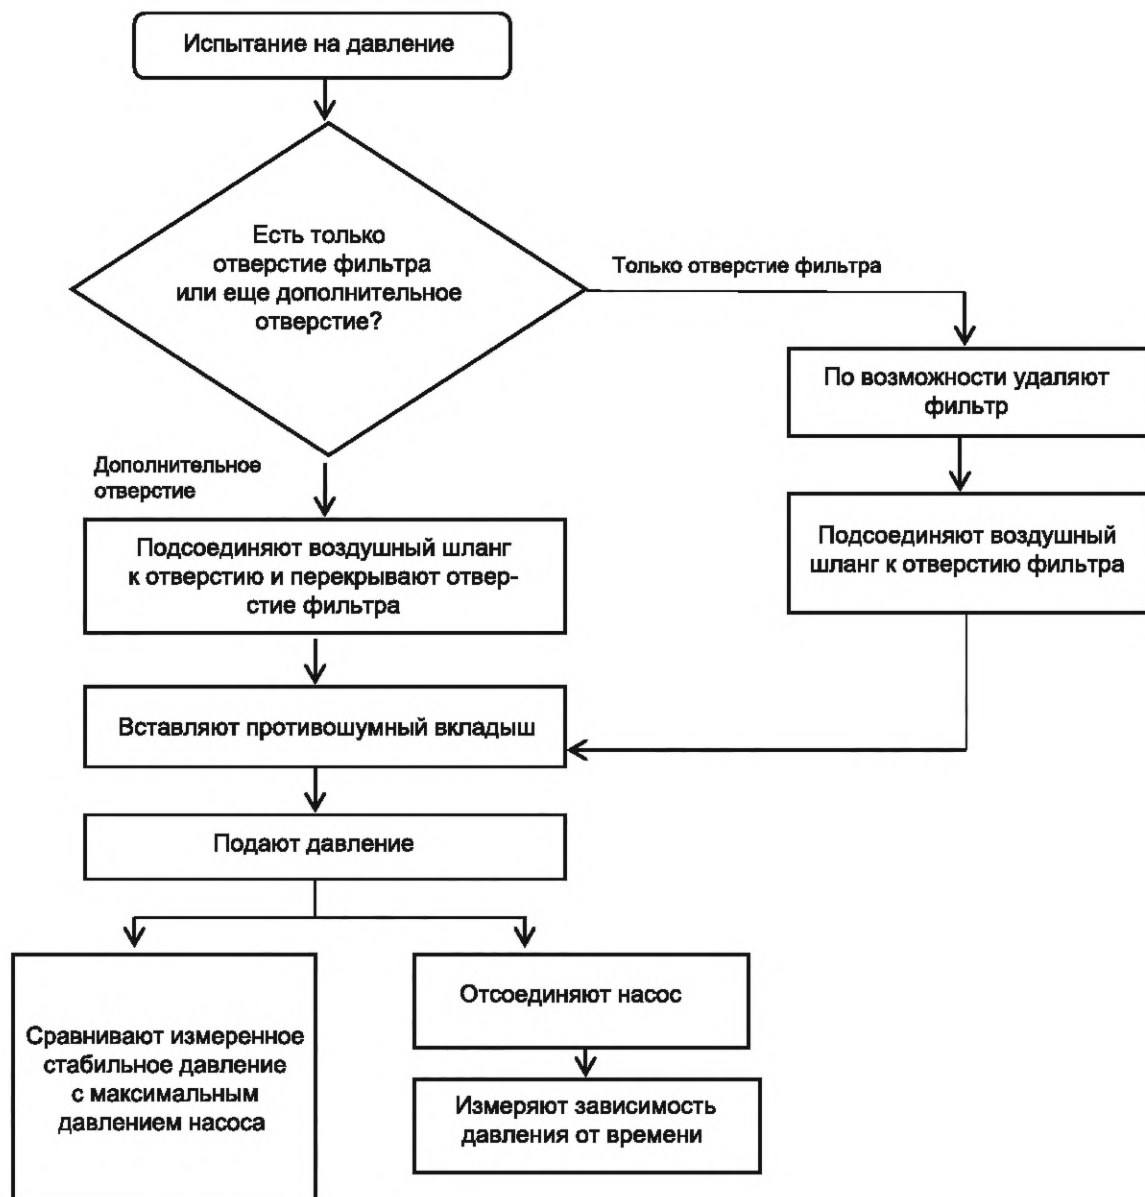 Испытание на давление
Есть только
отверстие фильтра
или еще дополнительное
отверстие?
Только отверстие фильтра
По возможности удаляют
фильтр
Дополнительное
отверстие
Подсоединяют воздушный
шланг к отверстию фильтра
Подсоединяют воздушный шланг
к отверстию и перекрывают отвер-
стие фильтра
Вставляют противошумный вкладыш
Подают давление
Сравнивают измеренное
стабильное давление
с максимальным
давлением насоса
Отсоединяют насос
Измеряют зависимость
давления от времени